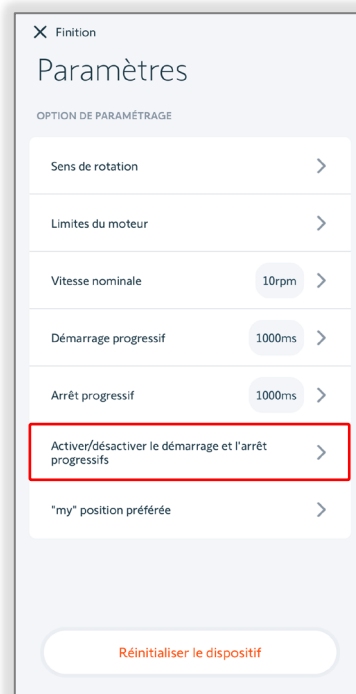 Finition
Paramètres
OPTION DE PARAMÉTRAGE
Sens de rotation
Limites du moteur
Vitesse nominale 10rpm
Démarrage progressif 1000ms
Arrêt progressif 1000ms
Activer/désactiver le démarrage et l'arrêt
progressifs
"my" position préférée
Réinitialiser le dispositif